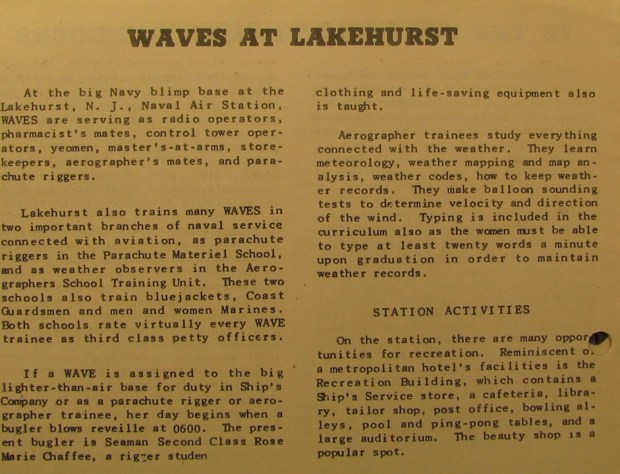 WAVES AT LAKEHURST
At the big Navy blimp base at the
Lakehurst, N. J., Naval Air Station,
WAVES are serving as radio operators,
pharmacist's mates, control tower oper-
ators, yeomen, master's-at-arms, store-
keepers, aerographer's mates, and para-
chute riggers.
Lakehurst also trains many WAVES in
two important branches of naval service
connected with aviation, as parachute
riggers in the Parachute Materiel School,
and as weather observers in the Aero-
graphers School Training Unit. These two
schools also train bluejackets, Coast
Guardsmen and men and women Marines.
Both schools rate virtually every WAVE
trainee as third class petty officers.
If a WAVE is assigned to the big
lighter-than-air base for duty in Ship's
Company or as a parachute rigger or aero-
grapher trainee, her day begins when a
bugler blows reveille at 0600. The pres-
ent bugler is Seaman Second Class Rose
Marie Chaffee, a rigger studen
clothing and life-saving equipment also
is taught.
Aerographer trainees study everything
connected with the weather. They learn
meteorology, weather mapping and map an-
alysis, weather codes, how to keep weath-
er records. They make balloon sounding
tests to determine velocity and direction
of the wind. Typing is included in the
curriculum also as the women must be able
to type at least twenty words a minute
upon graduation in order to maintain
weather records.
STATION ACTIVITIES
On the station, there are many oppor
tunities for recreation. Reminiscent
a metropolitan hotel's facilities is the
Recreation Building, which contains a
Ship's Service store, a cafeteria, libra-
ry, tailor shop, post office, bowling al-
leys, pool and ping-pong tables, and a
large auditorium. The beauty shop is a
popular spot.